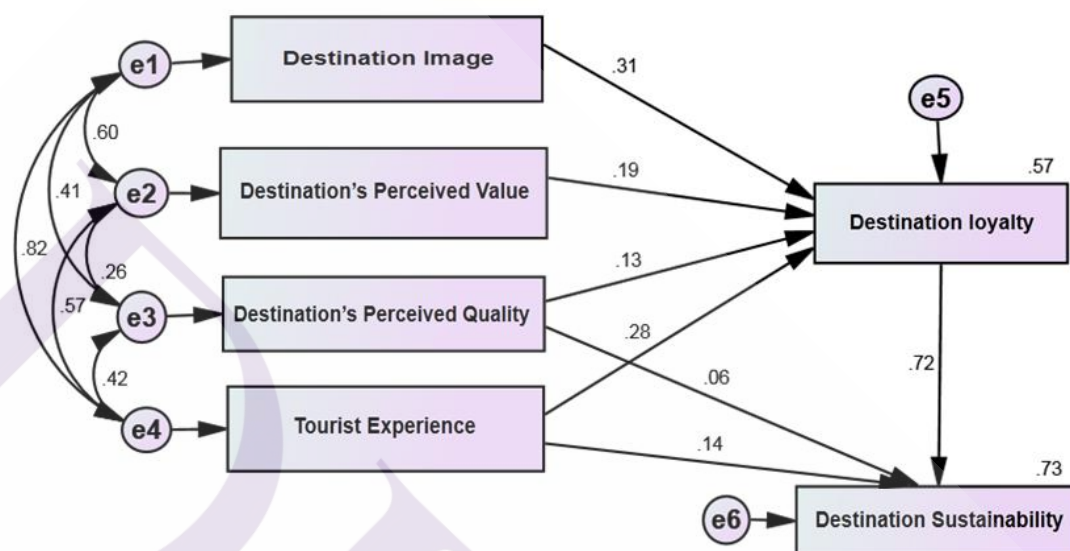 e1
Destination Image
.31
e5
.60
.57
e2
Destination's Perceived Value
.19
.41
Destination loyalty
.82
.26
.13
.57
e3
Destination's Perceived Quality
.28
.42
.06
.72
e4
Tourist Experience
.14
.73
e6
Destination Sustainability